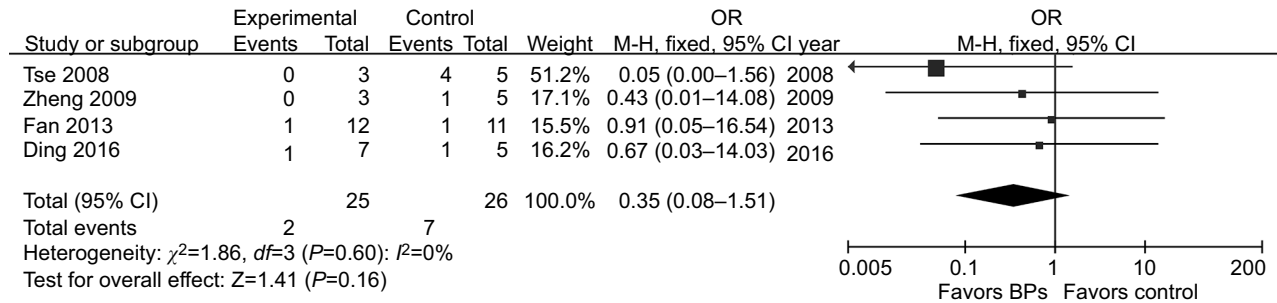 Experimental Control OR OR
Study or subgroup Events Total Events Total Weight M-H, fixed, 95% CI year M-H, fixed, 95% CI
Tse 2008 0 3 4 5 51.2% 0.05 (0.00–1.56) 2008
Zheng 2009 0 3 1 5 17.1% 0.43 (0.01–14.08) 2009
Fan 2013 1 12 1 11 15.5% 0.91 (0.05–16.54) 2013
Ding 2016 1 7 1 5 16.2% 0.67 (0.03–14.03) 2016
Total (95% CI) 25 26 100.0% 0.35 (0.08–1.51)
Total events 2 7
Heterogeneity: χ²=1.86, df=3 (P=0.60): I²=0%
Test for overall effect: Z=1.41 (P=0.16)
0.005 0.1 1 10 200
Favors BPs Favors control